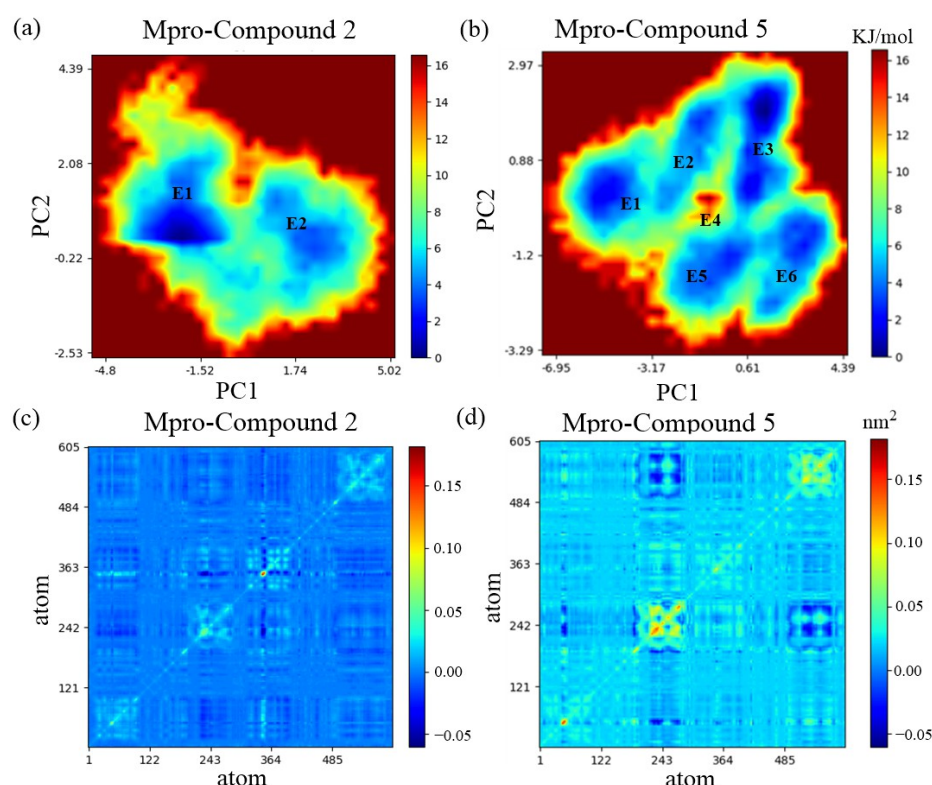 (a) Mpro-Compound 2
(b) Mpro-Compound 5
KJ/mol
4.39
2.08
-0.22
-2.53
PC2
E1
E2
-4.8 -1.52 1.74 5.02
PC1
16
14
12
10
8
6
4
2
0
2.97
0.88
-1.2
-3.29
PC2
E1
E2
E3
E4
E5
E6
-6.95 -3.17 0.61 4.39
PC1
16
14
12
10
8
6
4
2
0
(c) Mpro-Compound 2
(d) Mpro-Compound 5
nm²
605
484
363
242
121
atom
1 122 243 364 485
atom
0.15
0.10
0.05
0.00
−0.05
605
484
363
242
121
atom
1 122 243 364 485
atom
0.15
0.10
0.05
0.00
−0.05